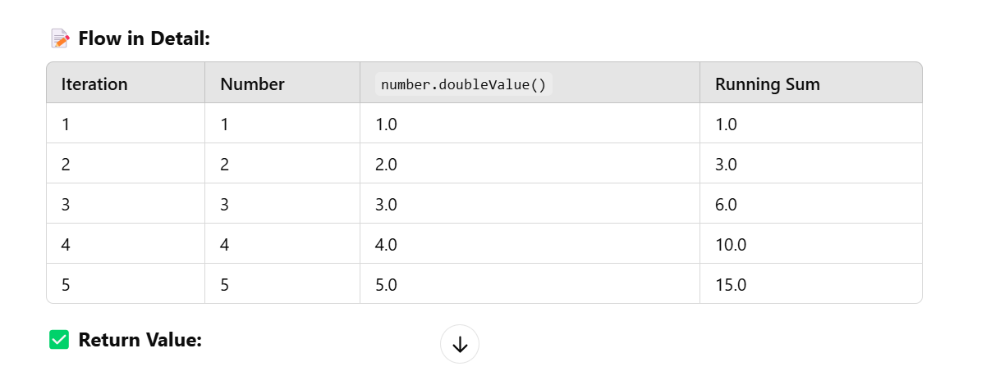 Flow in Detail:
Iteration Number number.doubleValue() Running Sum
1 1 1.0 1.0
2 2 2.0 3.0
3 3 3.0 6.0
4 4 4.0 10.0
5 5 5.0 15.0
Return Value: